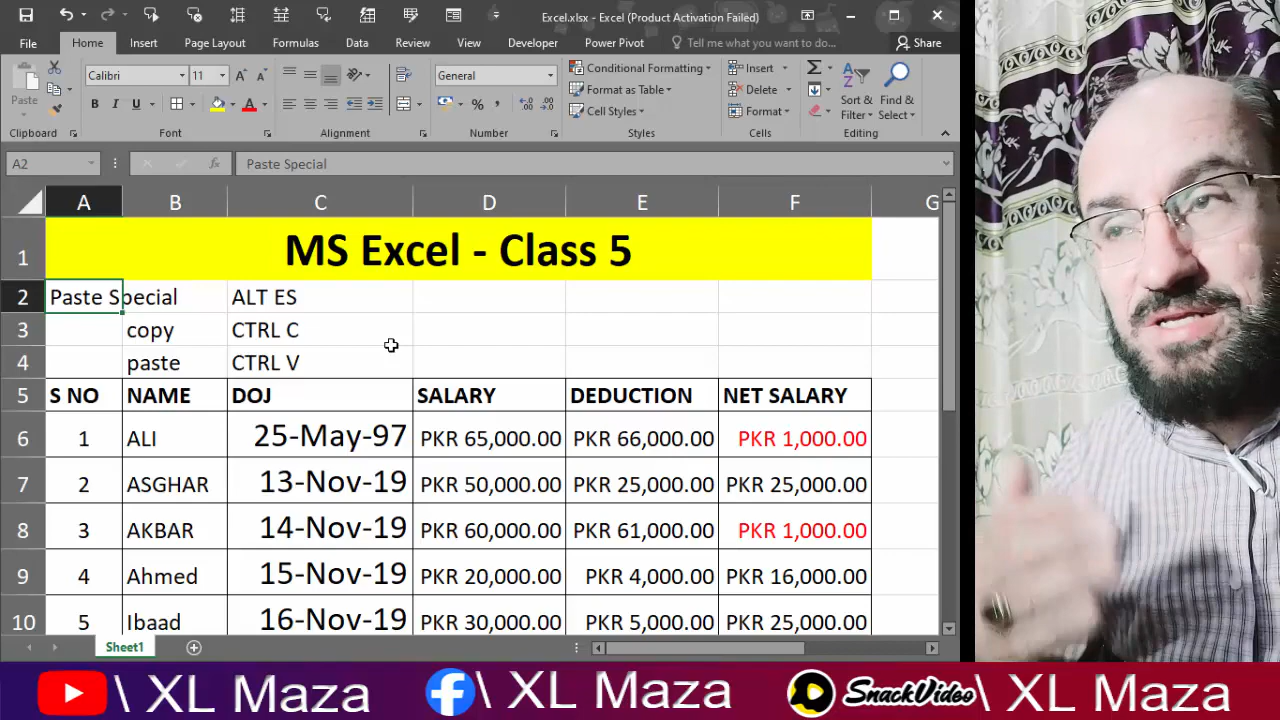 Excel.xlsx - Excel (Product Activation Failed)
File Home Insert Page Layout Formulas Data Review View Developer Power Pivot Tell me what you want to do... Share
Paste
Calibri 11 General Conditional Formatting Insert
B I U % , Format as Table Delete
Cell Styles Format Sort & Filter Find & Select
Clipboard Font Alignment Number Styles Cells Editing
A2 fx Paste Special
A B C D E F G
1 MS Excel - Class 5
2 Paste Special ALT ES
3 copy CTRL C
4 paste CTRL V
5 S NO NAME DOJ SALARY DEDUCTION NET SALARY
6 1 ALI 25-May-97 PKR 65,000.00 PKR 66,000.00 PKR 1,000.00
7 2 ASGHAR 13-Nov-19 PKR 50,000.00 PKR 25,000.00 PKR 25,000.00
8 3 AKBAR 14-Nov-19 PKR 60,000.00 PKR 61,000.00 PKR 1,000.00
9 4 Ahmed 15-Nov-19 PKR 20,000.00 PKR 4,000.00 PKR 16,000.00
10 5 Ibaad 16-Nov-19 PKR 30,000.00 PKR 5,000.00 PKR 25,000.00
Sheet1
\ XL Maza \ XL Maza SnackVideo \ XL Maza